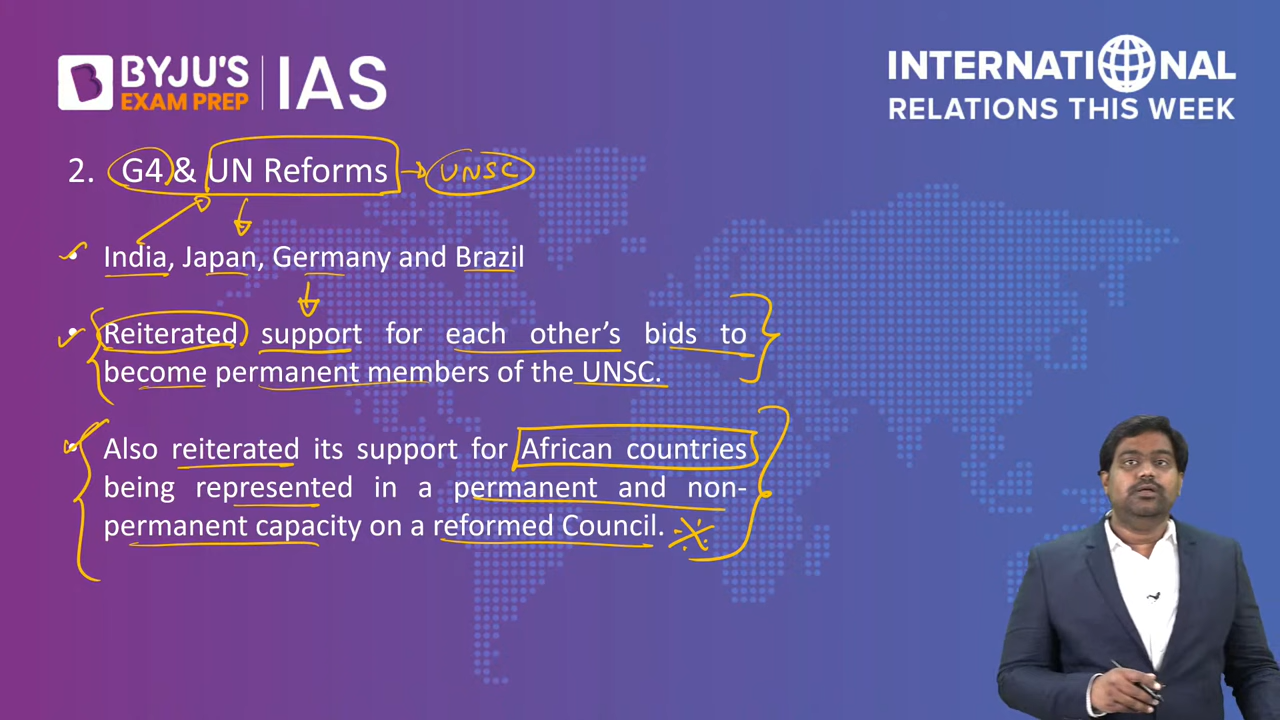 BYJU'S
EXAM PREP
IAS
INTERNATIONAL
RELATIONS THIS WEEK
2. G4 & UN Reforms → UNSC
• India, Japan, Germany and Brazil
• Reiterated support for each other's bids to
become permanent members of the UNSC.
• Also reiterated its support for African countries
being represented in a permanent and non-
permanent capacity on a reformed Council.